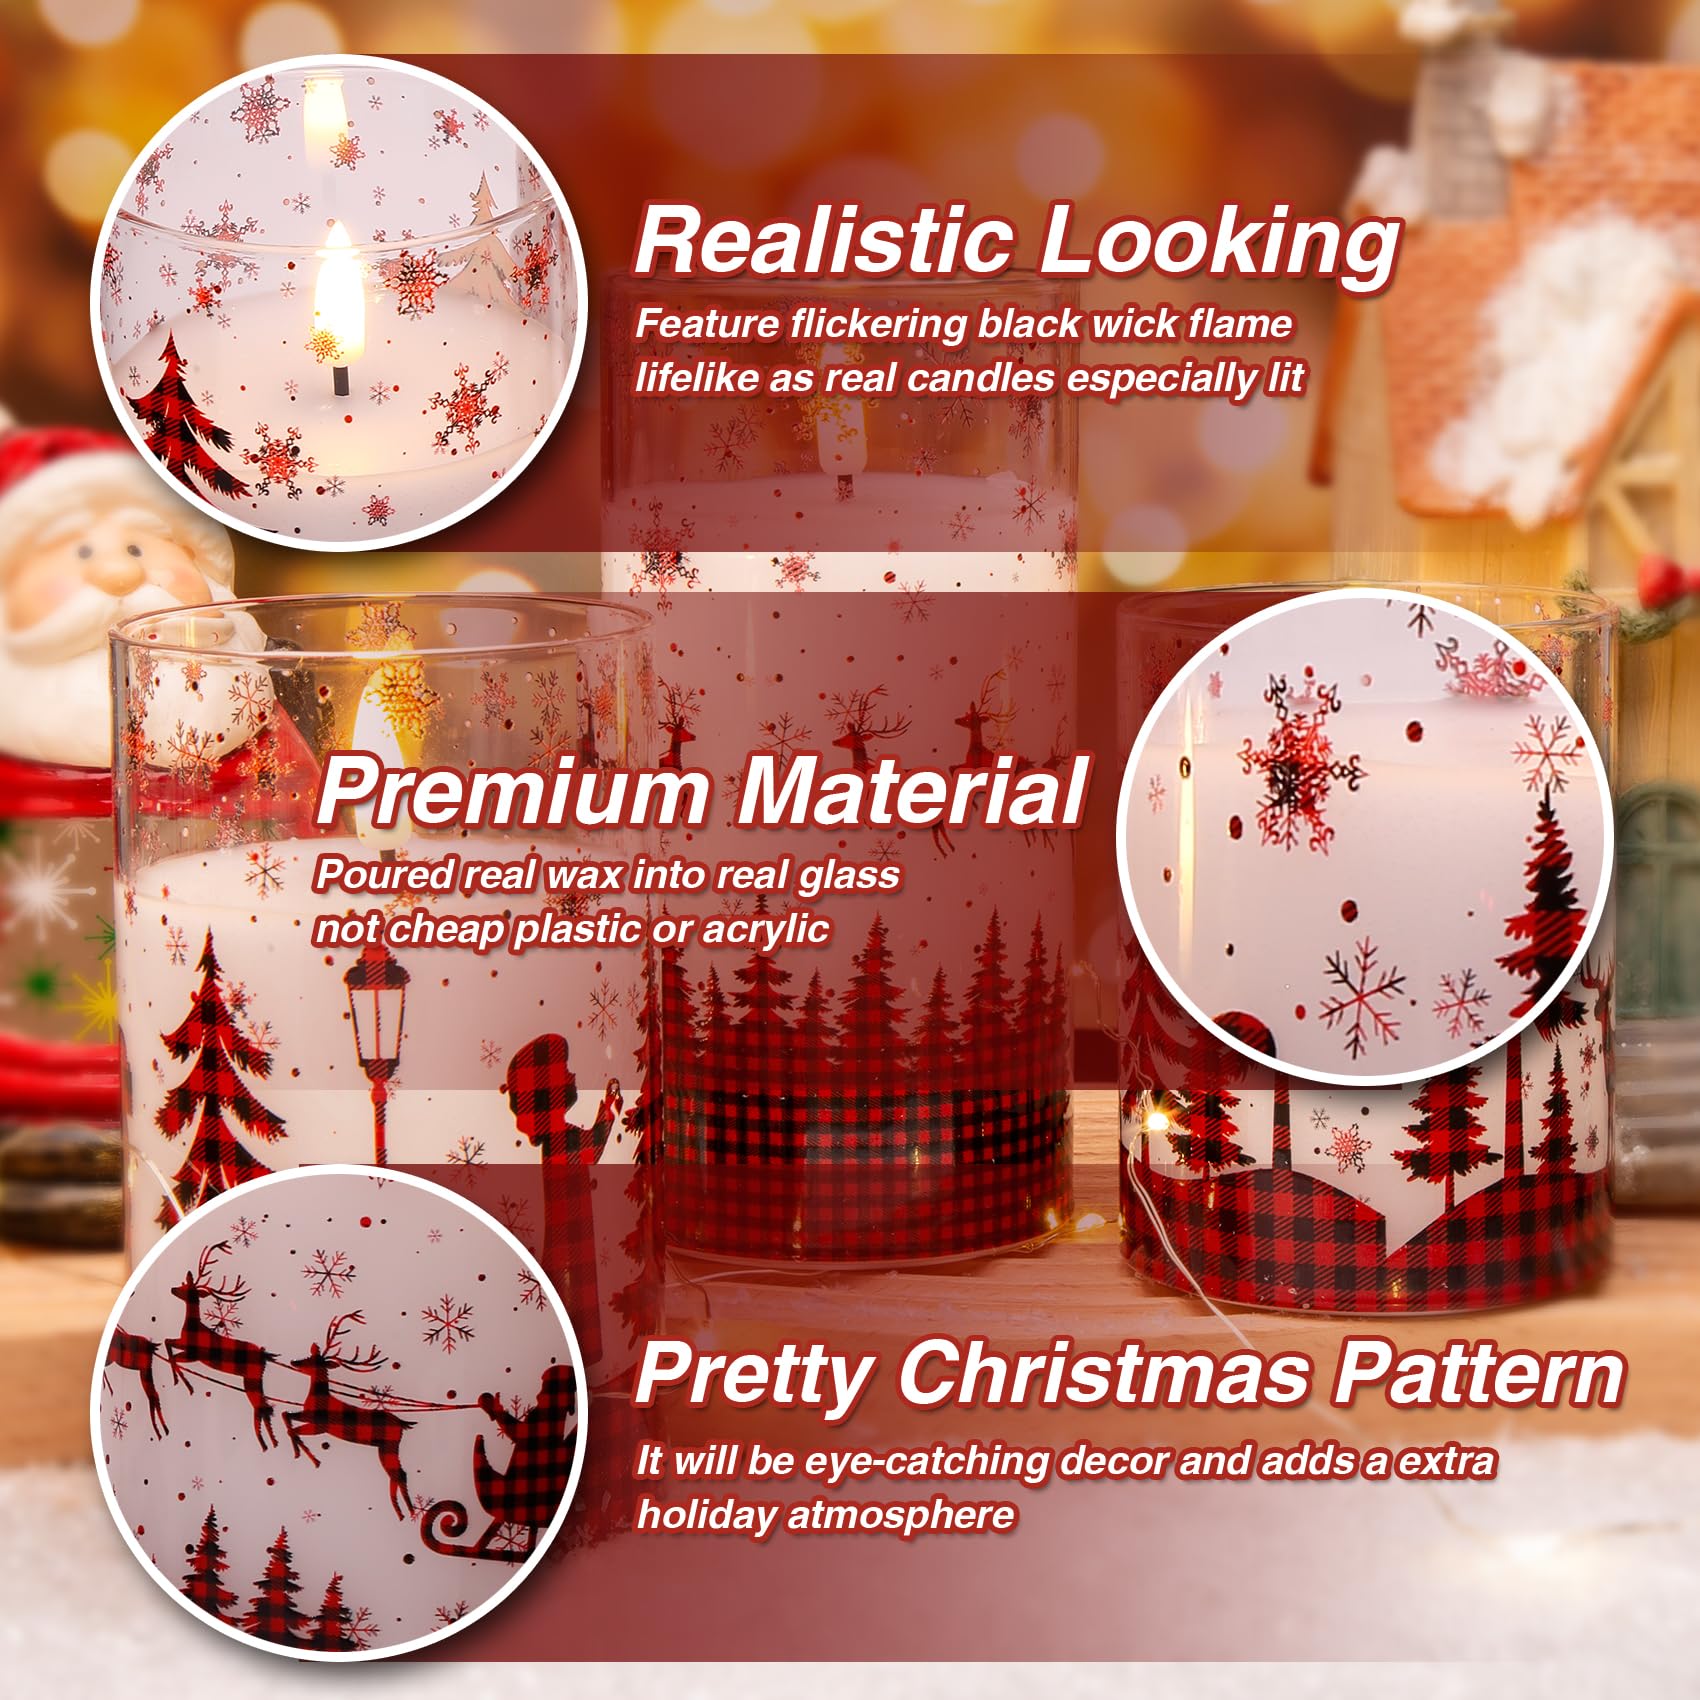 Realistic Looking
Feature flickering black wick flame
lifelike as real candles especially lit
Premium Material
Poured real wax into real glass
not cheap plastic or acrylic
Pretty Christmas Pattern
It will be eye-catching decor and adds a extra
holiday atmosphere